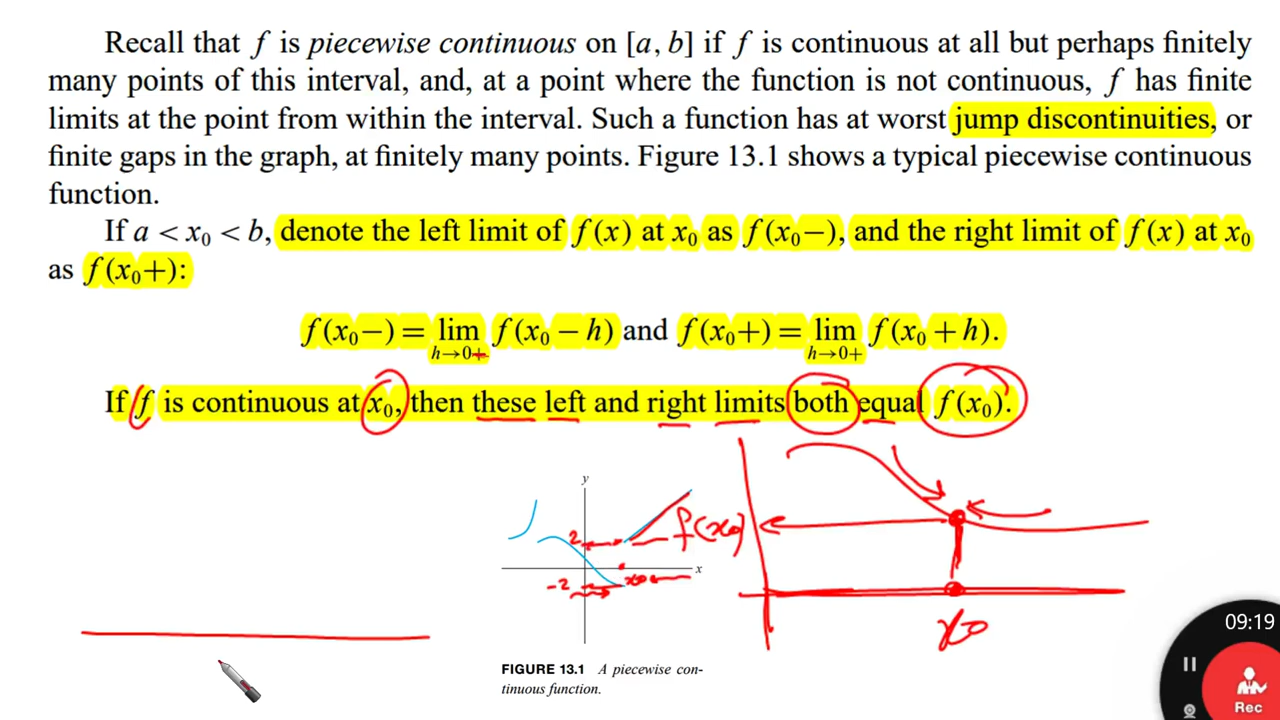 Recall that f is piecewise continuous on [a, b] if f is continuous at all but perhaps finitely
many points of this interval, and, at a point where the function is not continuous, f has finite
limits at the point from within the interval. Such a function has at worst jump discontinuities, or
finite gaps in the graph, at finitely many points. Figure 13.1 shows a typical piecewise continuous
function.
If a < x₀ < b, denote the left limit of f(x) at x₀ as f(x₀−), and the right limit of f(x) at x₀
as f(x₀+):
f(x₀−) = lim h→0+ f(x₀ − h) and f(x₀+) = lim h→0+ f(x₀ + h).
If f is continuous at x₀, then these left and right limits both equal f(x₀).
y
2
f(x₀)
x
-2
x₀
x₀
FIGURE 13.1 A piecewise con-
tinuous function.
09:19
Rec